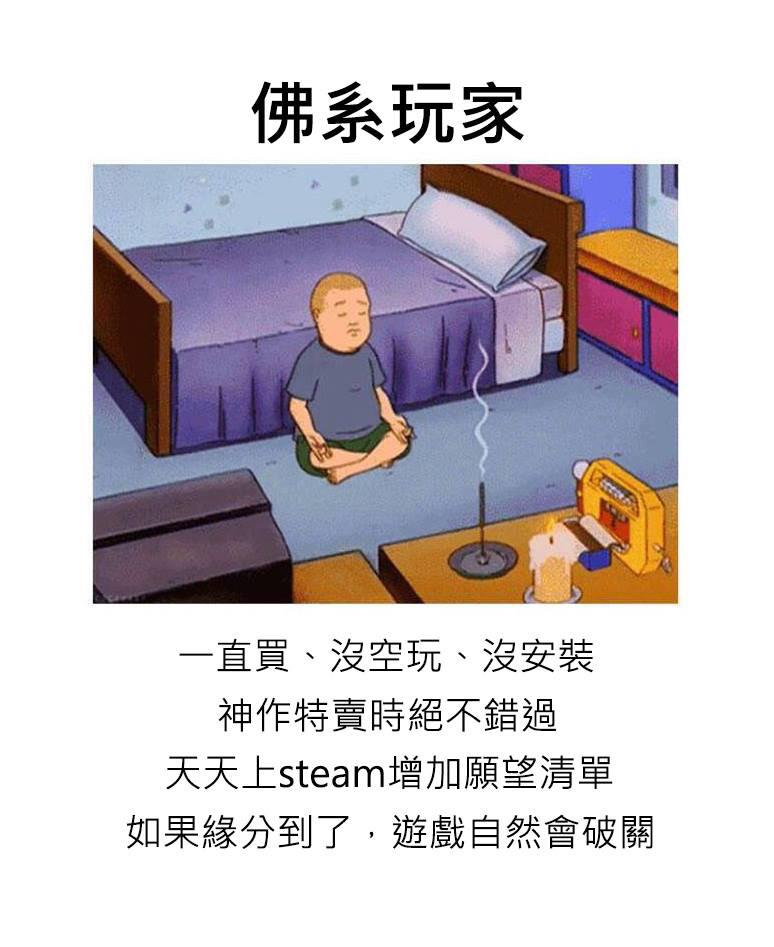 佛系玩家
一直買、沒空玩、沒安裝
神作特賣時絕不錯過
天天上steam增加願望清單
如果緣分到了，遊戲自然會破關